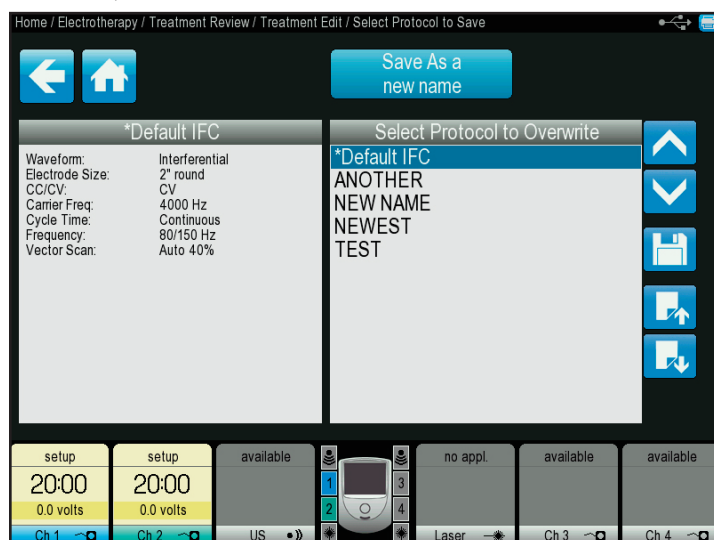 Home / Electrotherapy / Treatment Review / Treatment Edit / Select Protocol to Save
Save As a
new name
*Default IFC
Waveform: Interferential
Electrode Size: 2" round
CC/CV: CV
Carrier Freq: 4000 Hz
Cycle Time: Continuous
Frequency: 80/150 Hz
Vector Scan: Auto 40%
Select Protocol to Overwrite
*Default IFC
ANOTHER
NEW NAME
NEWEST
TEST
setup
20:00
0.0 volts
Ch 1
setup
20:00
0.0 volts
Ch 2
available
US
1
2
3
4
no appl.
Laser
available
Ch 3
available
Ch 4